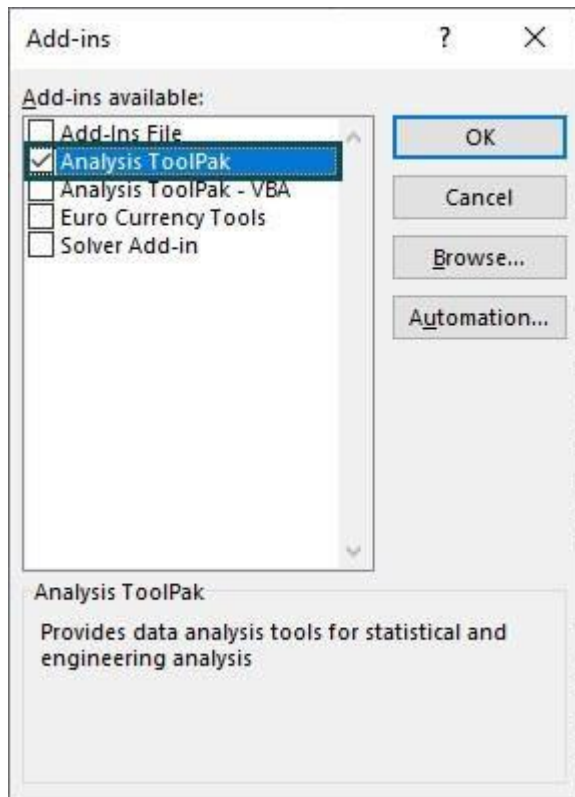 Add-ins ? ×
Add-ins available:
Add-Ins File
Analysis ToolPak
Analysis ToolPak - VBA
Euro Currency Tools
Solver Add-in
OK
Cancel
Browse...
Automation...
Analysis ToolPak
Provides data analysis tools for statistical and
engineering analysis